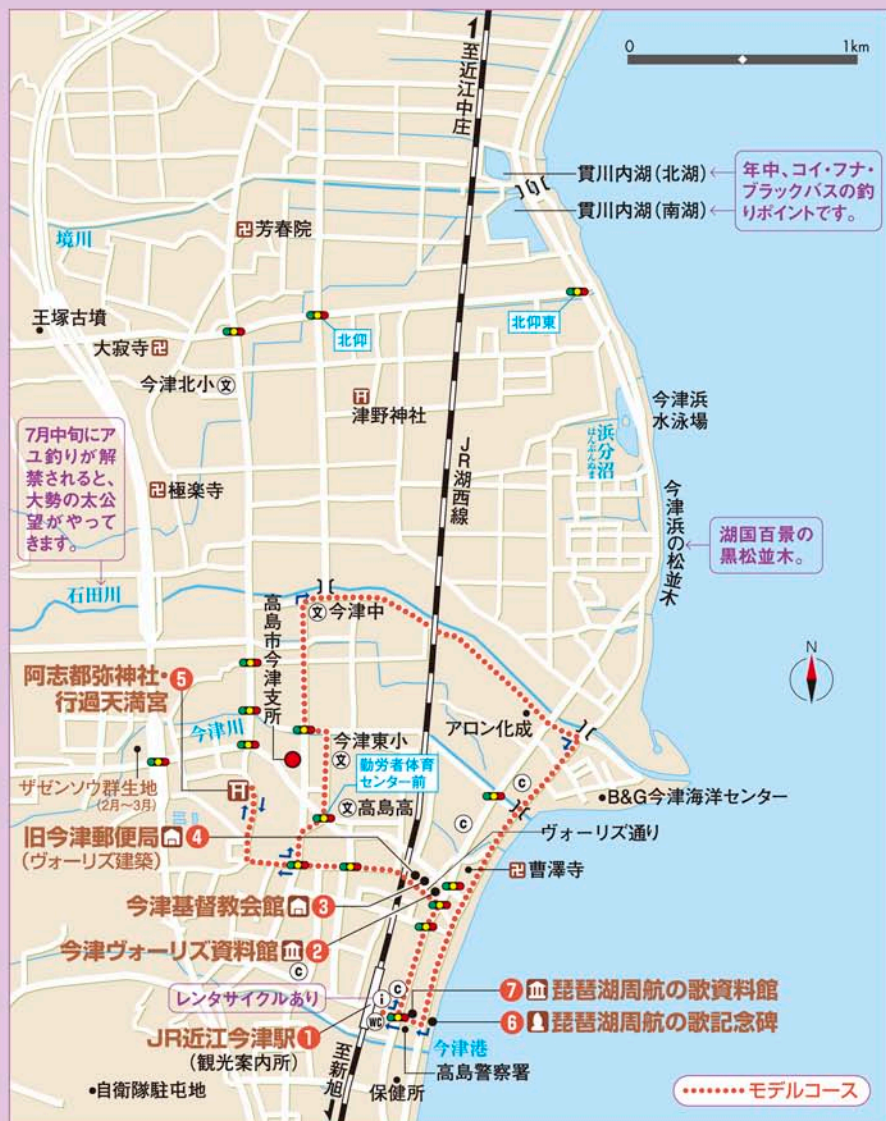 0
1km
至近江中庄
貫川内湖(北湖)
貫川内湖(南湖)
年中、コイ・フナ・
ブラックバスの釣
りポイントです。
芳春院
境川
王塚古墳
大寂寺
北仰
北仰東
今津北小
文
津野神社
今津浜
水泳場
浜分沼
はんぶんぬま
JR湖西線
7月中旬にア
ユ釣りが解
禁されると、
大勢の太公
望がやって
きます。
極楽寺
今津浜の松並木
湖国百景の
黒松並木。
石田川
文
今津中
高島市今津支所
N
阿志都弥神社・
行過天満宮
5
今津川
アロン化成
今津東小
文
勤労者体育
センター前
ザゼンソウ群生地
(2月~3月)
文
高島高
C
C
B&G今津海洋センター
ヴォーリズ通り
旧今津郵便局
4
(ヴォーリズ建築)
曹澤寺
今津基督教会館
3
今津ヴォーリズ資料館
2
C
レンタサイクルあり
C
i
WC
7
琵琶湖周航の歌資料館
6
琵琶湖周航の歌記念碑
JR近江今津駅
1
(観光案内所)
今津港
高島警察署
至新旭
保健所
自衛隊駐屯地
モデルコース